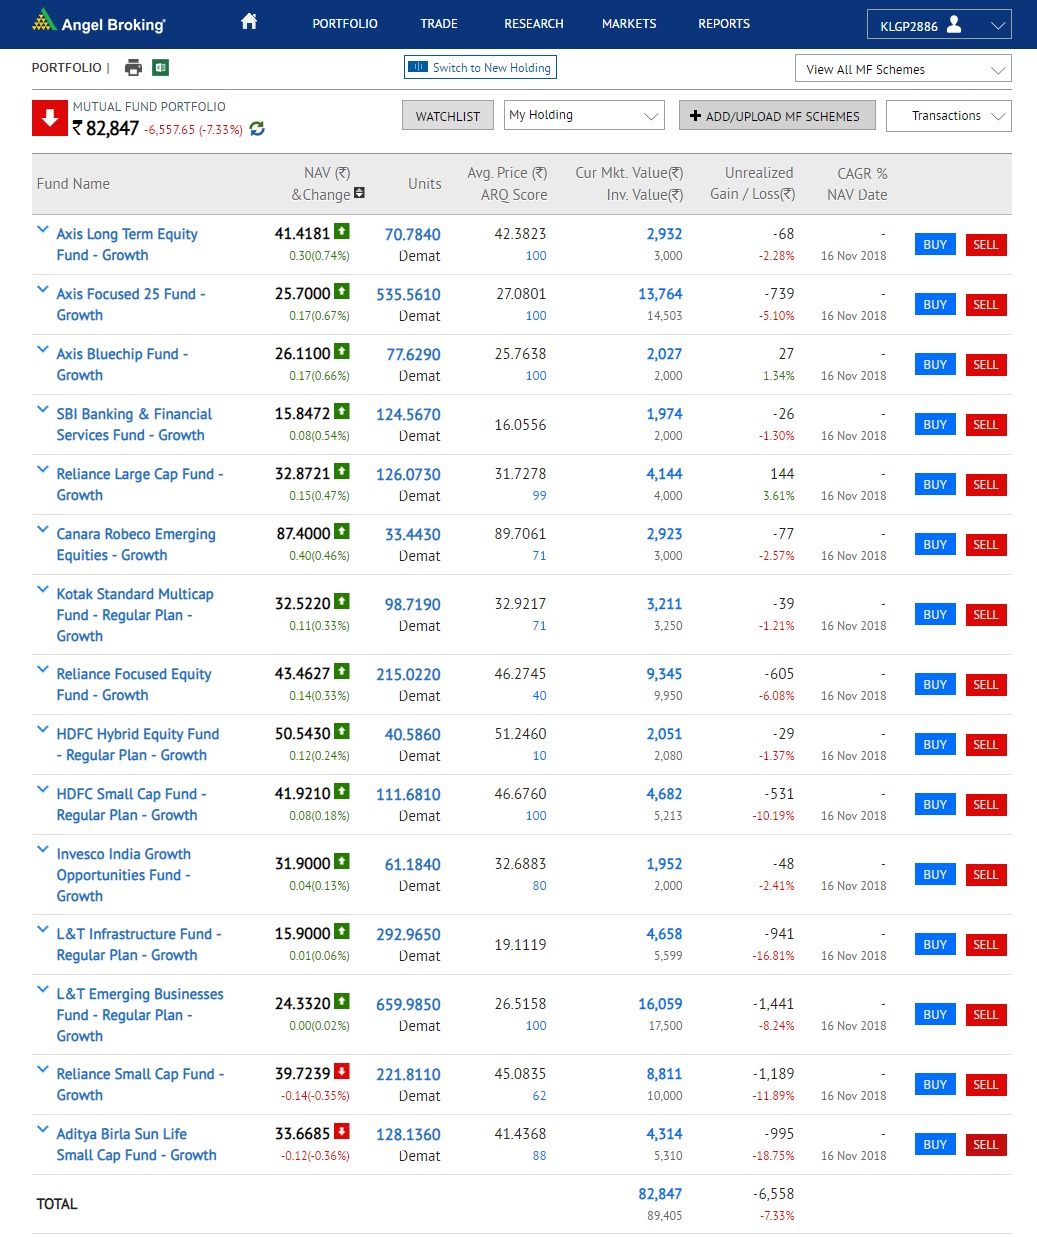 Angel Broking
PORTFOLIO TRADE RESEARCH MARKETS REPORTS KLGP2886
PORTFOLIO | Switch to New Holding View All MF Schemes
MUTUAL FUND PORTFOLIO
₹ 82,847 -6,557.65 (-7.33%) WATCHLIST My Holding ADD/UPLOAD MF SCHEMES Transactions
Fund Name NAV (₹) &Change Units Avg. Price (₹) ARQ Score Cur Mkt. Value(₹) Inv. Value(₹) Unrealized Gain / Loss(₹) CAGR % NAV Date
Axis Long Term Equity 41.4181 70.7840 42.3823 2,932 -68 -
Fund - Growth 0.30(0.74%) Demat 100 3,000 -2.28% 16 Nov 2018 BUY SELL
Axis Focused 25 Fund - 25.7000 535.5610 27.0801 13,764 -739 -
Growth 0.17(0.67%) Demat 100 14,503 -5.10% 16 Nov 2018 BUY SELL
Axis Bluechip Fund - 26.1100 77.6290 25.7638 2,027 27 -
Growth 0.17(0.66%) Demat 100 2,000 1.34% 16 Nov 2018 BUY SELL
SBI Banking & Financial 15.8472 124.5670 16.0556 1,974 -26 -
Services Fund - Growth 0.08(0.54%) Demat 2,000 -1.30% 16 Nov 2018 BUY SELL
Reliance Large Cap Fund - 32.8721 126.0730 31.7278 4,144 144 -
Growth 0.15(0.47%) Demat 99 4,000 3.61% 16 Nov 2018 BUY SELL
Canara Robeco Emerging 87.4000 33.4430 89.7061 2,923 -77 -
Equities - Growth 0.40(0.46%) Demat 71 3,000 -2.57% 16 Nov 2018 BUY SELL
Kotak Standard Multicap 32.5220 98.7190 32.9217 3,211 -39 -
Fund - Regular Plan - 0.11(0.33%) Demat 71 3,250 -1.21% 16 Nov 2018 BUY SELL
Growth
Reliance Focused Equity 43.4627 215.0220 46.2745 9,345 -605 -
Fund - Growth 0.14(0.33%) Demat 40 9,950 -6.08% 16 Nov 2018 BUY SELL
HDFC Hybrid Equity Fund 50.5430 40.5860 51.2460 2,051 -29 -
- Regular Plan - Growth 0.12(0.24%) Demat 10 2,080 -1.37% 16 Nov 2018 BUY SELL
HDFC Small Cap Fund - 41.9210 111.6810 46.6760 4,682 -531 -
Regular Plan - Growth 0.08(0.18%) Demat 100 5,213 -10.19% 16 Nov 2018 BUY SELL
Invesco India Growth 31.9000 61.1840 32.6883 1,952 -48 -
Opportunities Fund - 0.04(0.13%) Demat 80 2,000 -2.41% 16 Nov 2018 BUY SELL
Growth
L&T Infrastructure Fund - 15.9000 292.9650 19.1119 4,658 -941 -
Regular Plan - Growth 0.01(0.06%) Demat 5,599 -16.81% 16 Nov 2018 BUY SELL
L&T Emerging Businesses 24.3320 659.9850 26.5158 16,059 -1,441 -
Fund - Regular Plan - 0.00(0.02%) Demat 100 17,500 -8.24% 16 Nov 2018 BUY SELL
Growth
Reliance Small Cap Fund - 39.7239 221.8110 45.0835 8,811 -1,189 -
Growth -0.14(-0.35%) Demat 62 10,000 -11.89% 16 Nov 2018 BUY SELL
Aditya Birla Sun Life 33.6685 128.1360 41.4368 4,314 -995 -
Small Cap Fund - Growth -0.12(-0.36%) Demat 88 5,310 -18.75% 16 Nov 2018 BUY SELL
TOTAL 82,847 -6,558
89,405 -7.33%